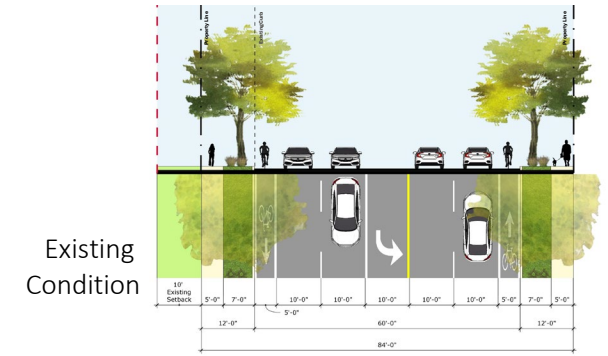 Property Line
Existing Curb
Property Line
Existing
Condition
10'
Existing
Setback
5'-0" 7'-0" 10'-0" 10'-0" 10'-0" 10'-0" 10'-0" 5'-0" 7'-0" 5'-0"
5'-0"
12'-0" 60'-0" 12'-0"
84'-0"